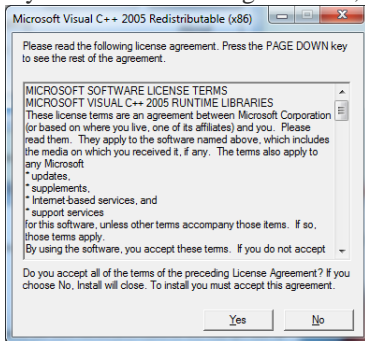 Microsoft Visual C++ 2005 Redistributable (x86)
Please read the following license agreement. Press the PAGE DOWN key
to see the rest of the agreement.
MICROSOFT SOFTWARE LICENSE TERMS
MICROSOFT VISUAL C++ 2005 RUNTIME LIBRARIES
These license terms are an agreement between Microsoft Corporation
(or based on where you live, one of its affiliates) and you. Please
read them. They apply to the software named above, which includes
the media on which you received it, if any. The terms also apply to
any Microsoft
* updates,
* supplements,
* Internet-based services, and
* support services
for this software, unless other terms accompany those items. If so,
those terms apply.
By using the software, you accept these terms. If you do not accept
Do you accept all of the terms of the preceding License Agreement? If you
choose No, Install will close. To install you must accept this agreement.
Yes
No